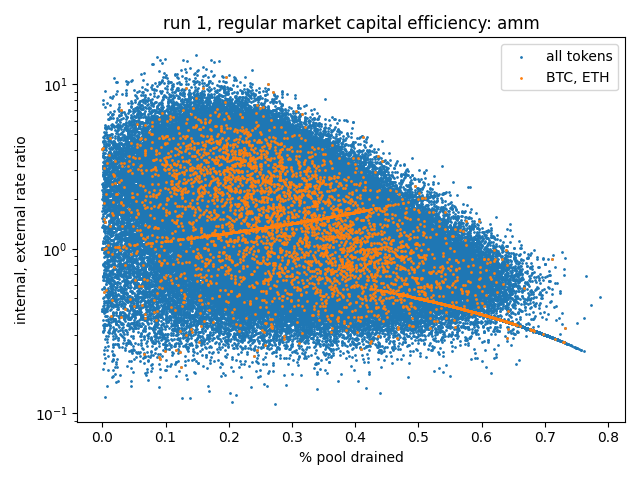 run 1, regular market capital efficiency: amm
all tokens
BTC, ETH
internal, external rate ratio
10¹
10⁰
10⁻¹
0.0 0.1 0.2 0.3 0.4 0.5 0.6 0.7 0.8
% pool drained